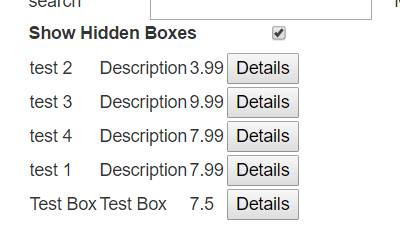 search
Show Hidden Boxes
test 2 Description 3.99 Details
test 3 Description 9.99 Details
test 4 Description 7.99 Details
test 1 Description 7.99 Details
Test Box Test Box 7.5 Details